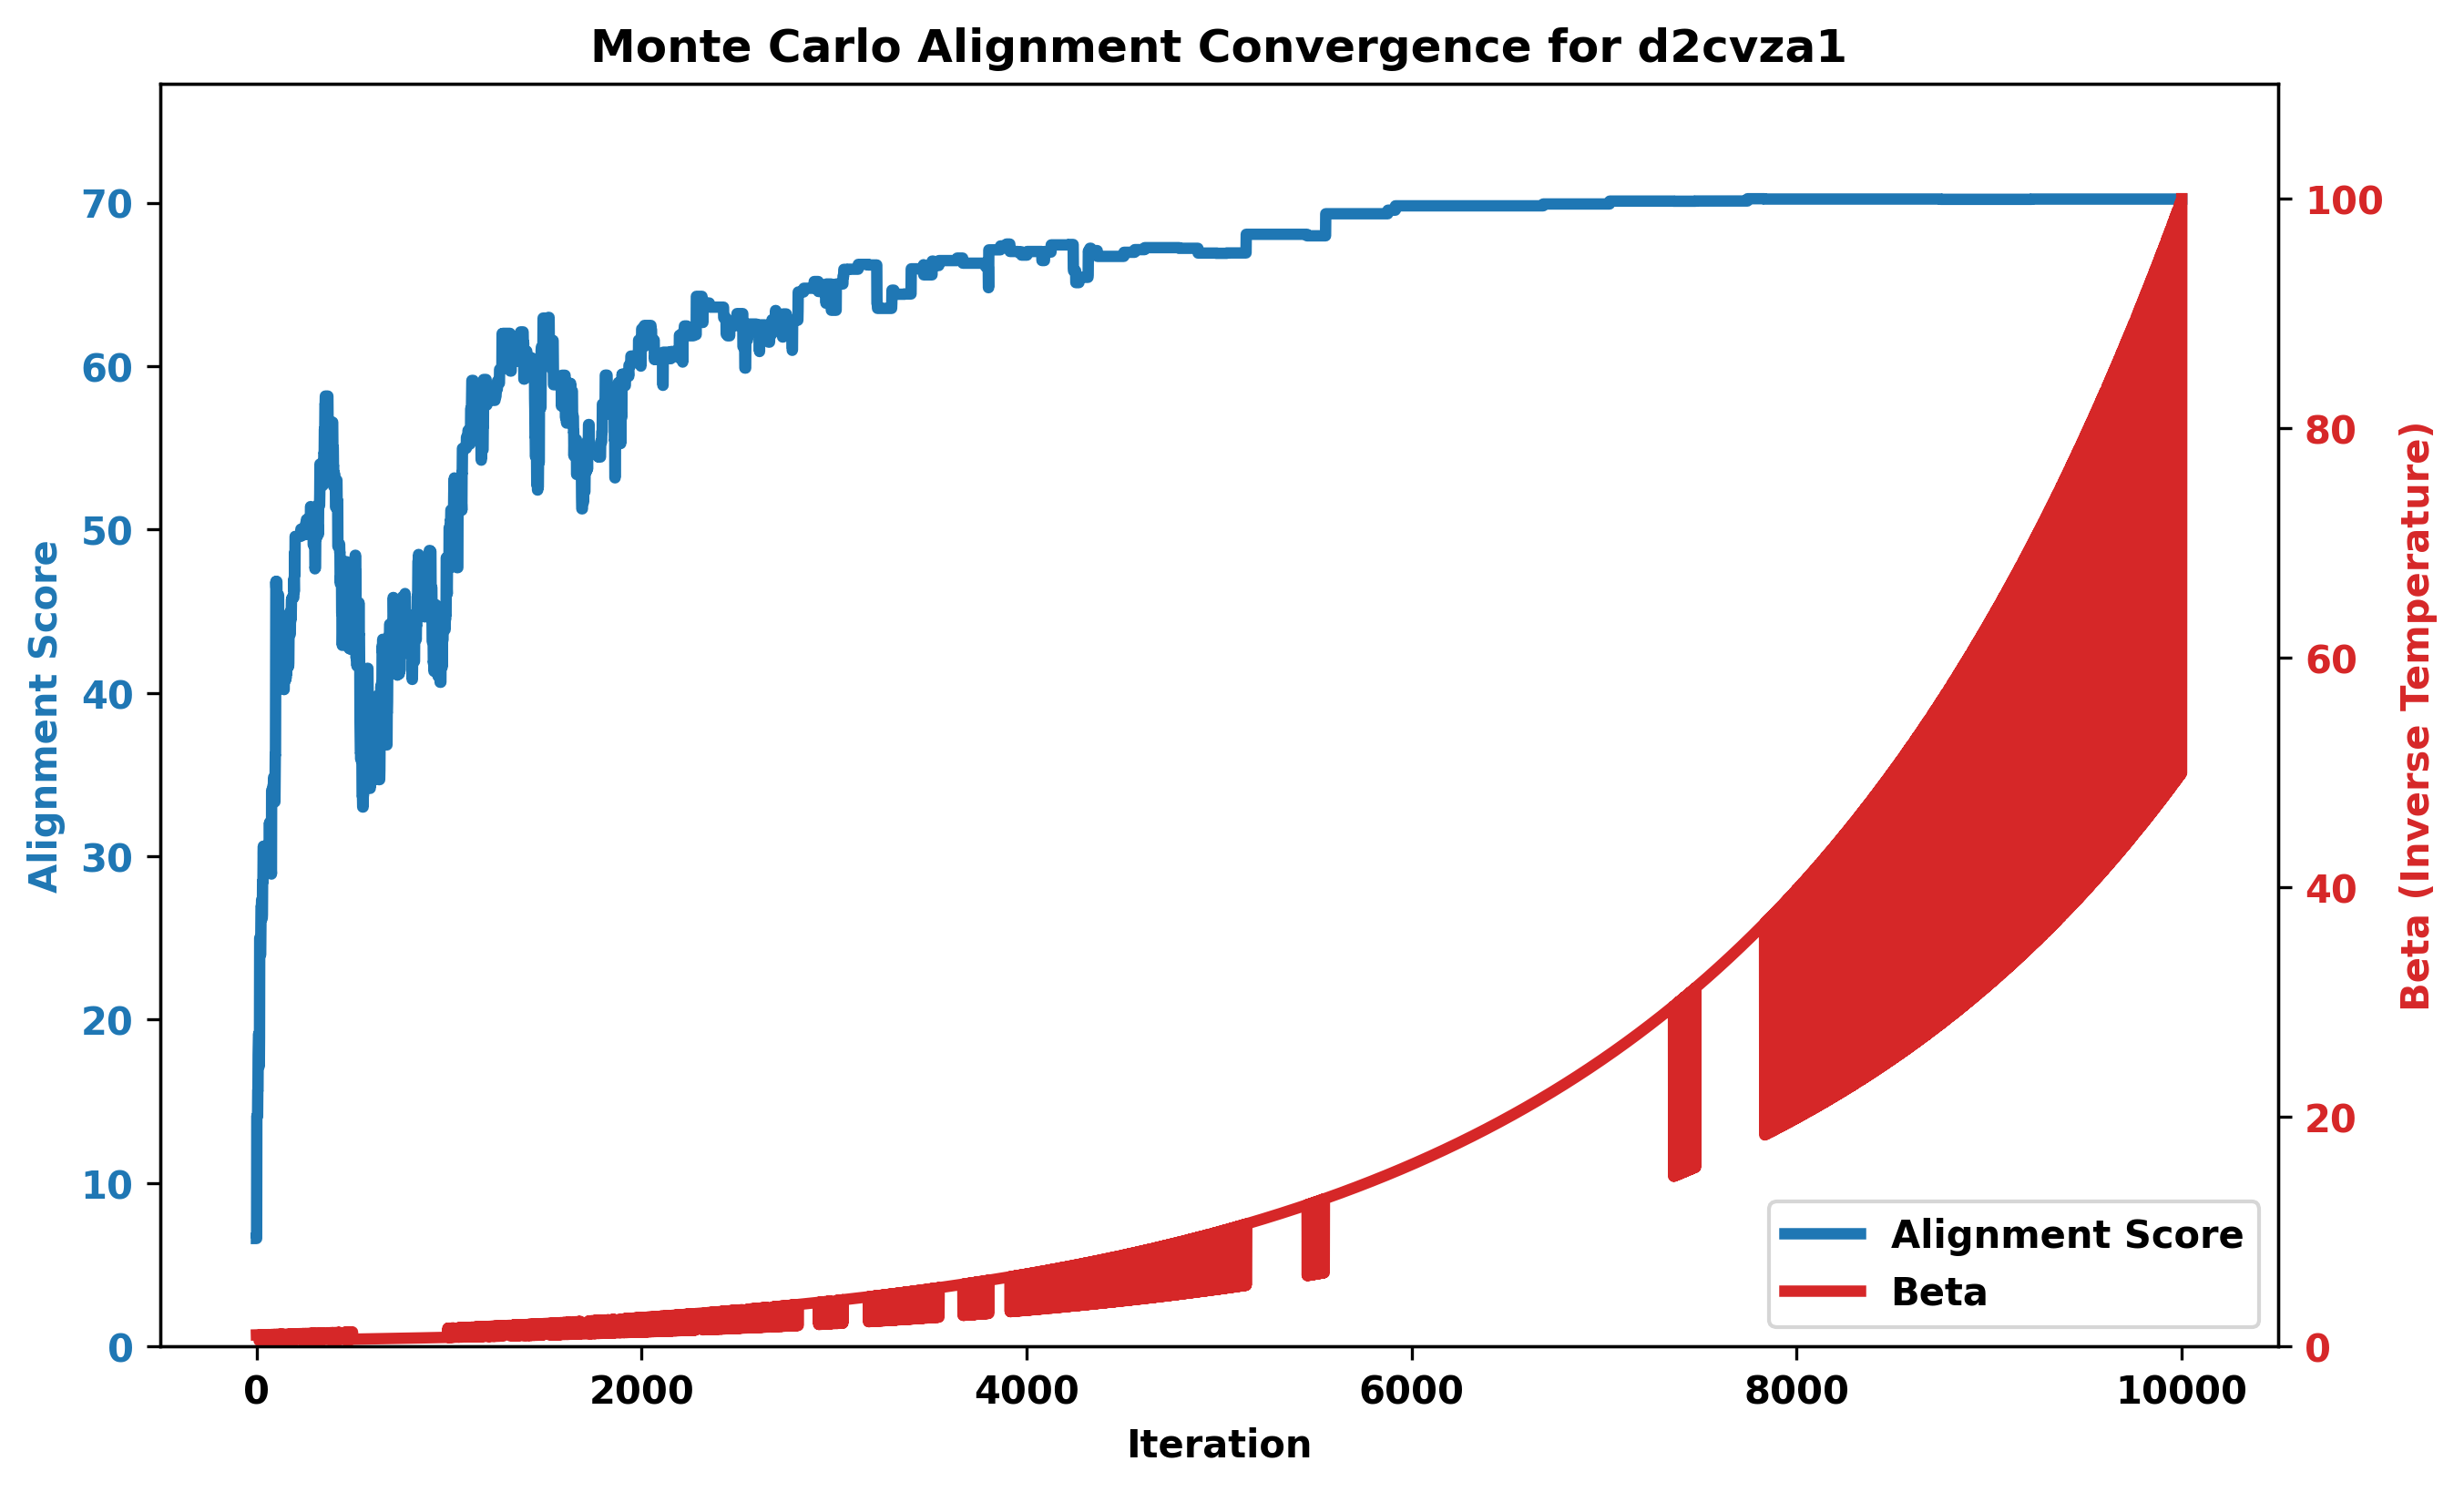 Monte Carlo Alignment Convergence for d2cvza1
Alignment Score
70
60
50
40
30
20
10
0
100
80
60
40
20
0
Beta (Inverse Temperature)
Alignment Score
Beta
0 2000 4000 6000 8000 10000
Iteration